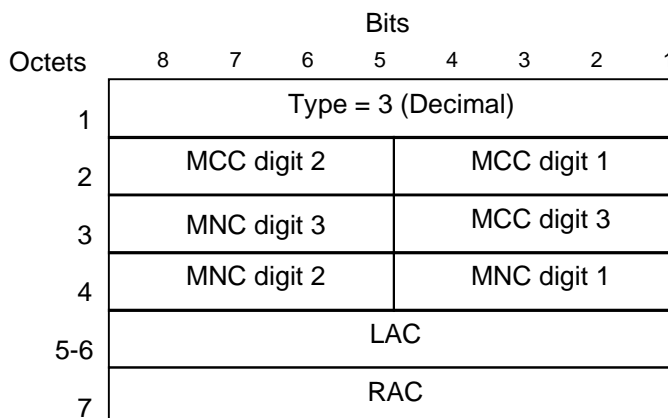 Bits
Octets 8 7 6 5 4 3 2 1
1 Type = 3 (Decimal)
2 MCC digit 2 MCC digit 1
3 MNC digit 3 MCC digit 3
4 MNC digit 2 MNC digit 1
5-6 LAC
7 RAC